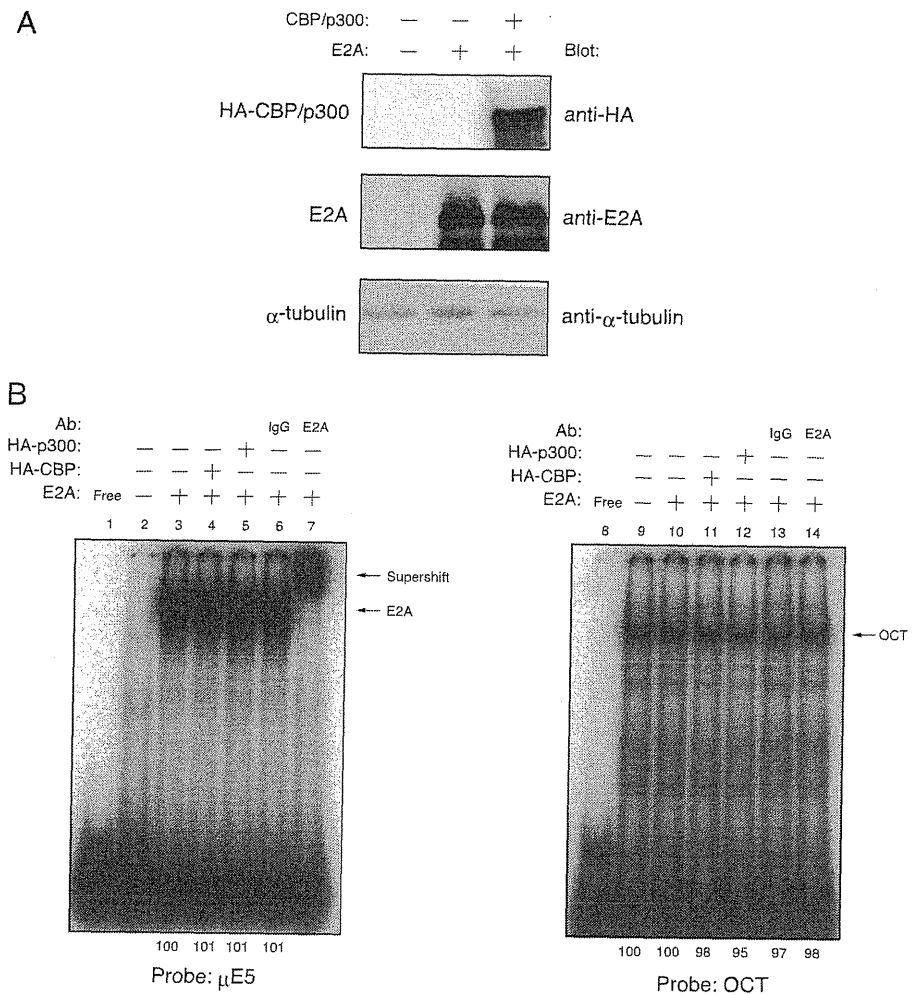 A
CBP/p300: — — +
E2A: — + + Blot:
HA-CBP/p300 anti-HA
E2A anti-E2A
α-tubulin anti-α-tubulin
B
Ab: IgG E2A
HA-p300: — — — + — —
HA-CBP: — — + — — —
E2A: Free — + + + + +
1 2 3 4 5 6 7
Supershift
E2A
100 101 101 101
Probe: μE5
Ab: IgG E2A
HA-p300: — — — + — —
HA-CBP: — — + — — —
E2A: Free — + + + + +
8 9 10 11 12 13 14
OCT
100 100 98 95 97 98
Probe: OCT